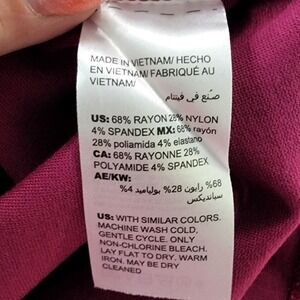 MADE IN VIETNAM/ HECHO
EN VIETNAM/ FABRIQUÉ AU
VIETNAM/
صنع في فيتنام
US: 68% RAYON 28% NYLON
4% SPANDEX MX: 68% rayón
28% poliamida 4% elastano
CA: 68% RAYONNE 28%
POLYAMIDE 4% SPANDEX
AE/KW:
68% رايون 28% بولياميد 4%
سبانديكس
US: WITH SIMILAR COLORS.
MACHINE WASH COLD,
GENTLE CYCLE. ONLY
NON-CHLORINE BLEACH.
LAY FLAT TO DRY. WARM
IRON. MAY BE DRY
CLEANED